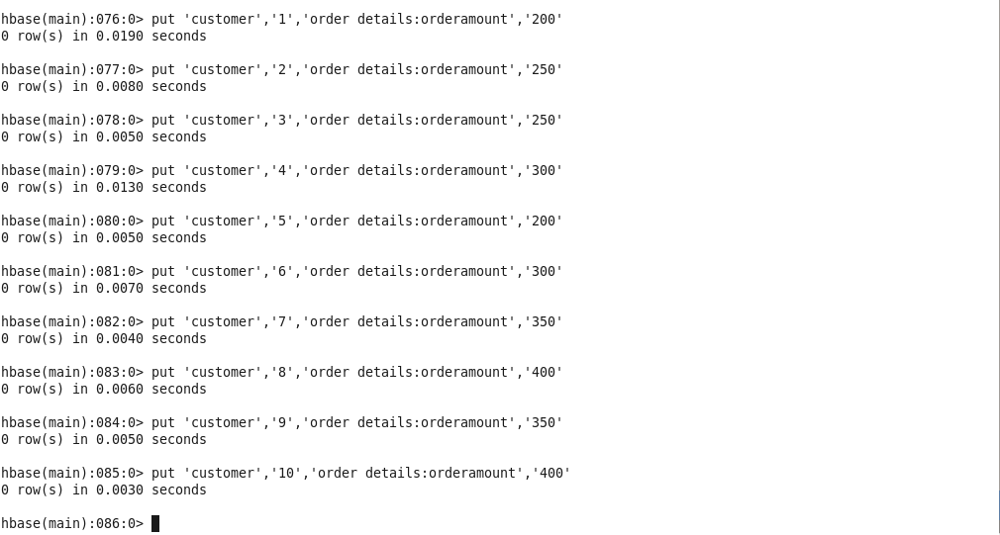 hbase(main):076:0> put 'customer','1','order details:orderamount','200'
0 row(s) in 0.0190 seconds
hbase(main):077:0> put 'customer','2','order details:orderamount','250'
0 row(s) in 0.0080 seconds
hbase(main):078:0> put 'customer','3','order details:orderamount','250'
0 row(s) in 0.0050 seconds
hbase(main):079:0> put 'customer','4','order details:orderamount','300'
0 row(s) in 0.0130 seconds
hbase(main):080:0> put 'customer','5','order details:orderamount','200'
0 row(s) in 0.0050 seconds
hbase(main):081:0> put 'customer','6','order details:orderamount','300'
0 row(s) in 0.0070 seconds
hbase(main):082:0> put 'customer','7','order details:orderamount','350'
0 row(s) in 0.0040 seconds
hbase(main):083:0> put 'customer','8','order details:orderamount','400'
0 row(s) in 0.0060 seconds
hbase(main):084:0> put 'customer','9','order details:orderamount','350'
0 row(s) in 0.0050 seconds
hbase(main):085:0> put 'customer','10','order details:orderamount','400'
0 row(s) in 0.0030 seconds
hbase(main):086:0>